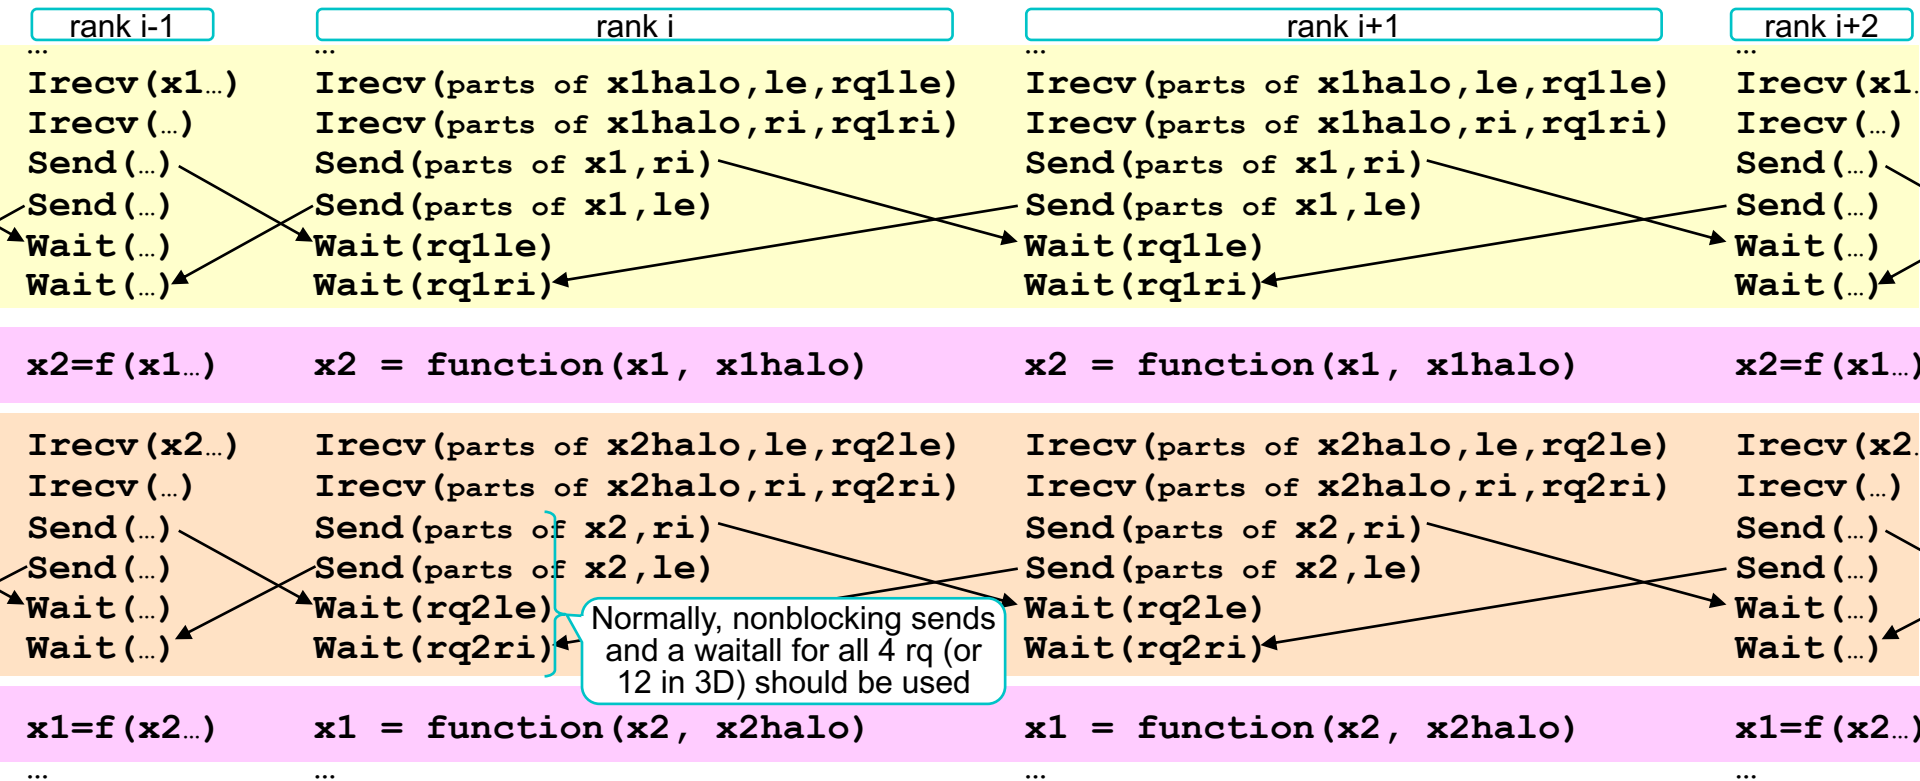 rank i-1 rank i rank i+1 rank i+2
… … … …
Irecv(x1…) Irecv(parts of x1halo,le,rq1le) Irecv(parts of x1halo,le,rq1le) Irecv(x1…
Irecv(…) Irecv(parts of x1halo,ri,rq1ri) Irecv(parts of x1halo,ri,rq1ri) Irecv(…)
Send(…) Send(parts of x1,ri) Send(parts of x1,ri) Send(…)
Send(…) Send(parts of x1,le) Send(parts of x1,le) Send(…)
Wait(…) Wait(rq1le) Wait(rq1le) Wait(…)
Wait(…) Wait(rq1ri) Wait(rq1ri) Wait(…)
x2=f(x1…) x2 = function(x1, x1halo) x2 = function(x1, x1halo) x2=f(x1…)
Irecv(x2…) Irecv(parts of x2halo,le,rq2le) Irecv(parts of x2halo,le,rq2le) Irecv(x2…
Irecv(…) Irecv(parts of x2halo,ri,rq2ri) Irecv(parts of x2halo,ri,rq2ri) Irecv(…)
Send(…) Send(parts of x2,ri) Send(parts of x2,ri) Send(…)
Send(…) Send(parts of x2,le) Send(parts of x2,le) Send(…)
Wait(…) Wait(rq2le) Wait(rq2le) Wait(…)
Wait(…) Wait(rq2ri) Wait(rq2ri) Wait(…)
Normally, nonblocking sends
and a waitall for all 4 rq (or
12 in 3D) should be used
x1=f(x2…) x1 = function(x2, x2halo) x1 = function(x2, x2halo) x1=f(x2…)
… … … …